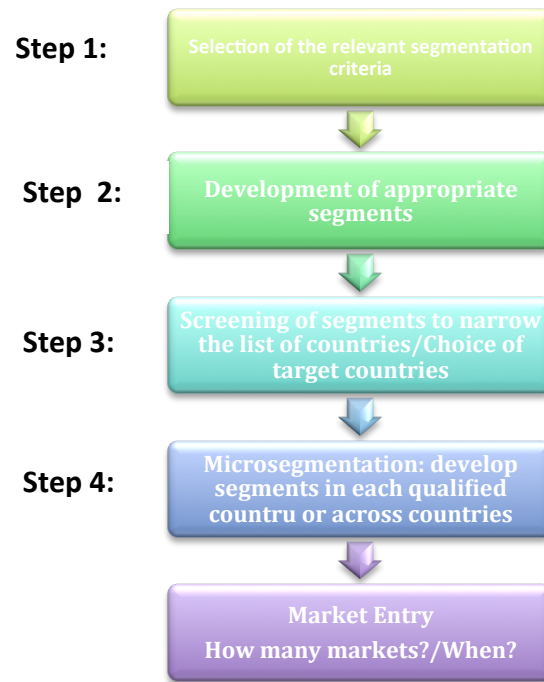 Step 1:
Selection of the relevant segmentation
criteria
Step 2:
Development of appropriate
segments
Step 3:
Screening of segments to narrow
the list of countries/Choice of
target countries
Step 4:
Microsegmentation: develop
segments in each qualified
countru or across countries
Market Entry
How many markets?/When?